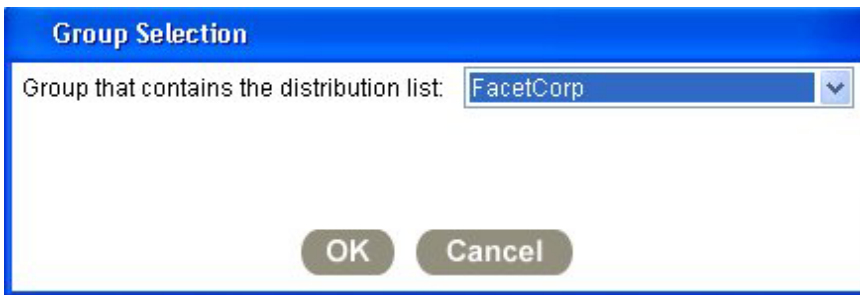 Group Selection
Group that contains the distribution list: FacetCorp
OK Cancel